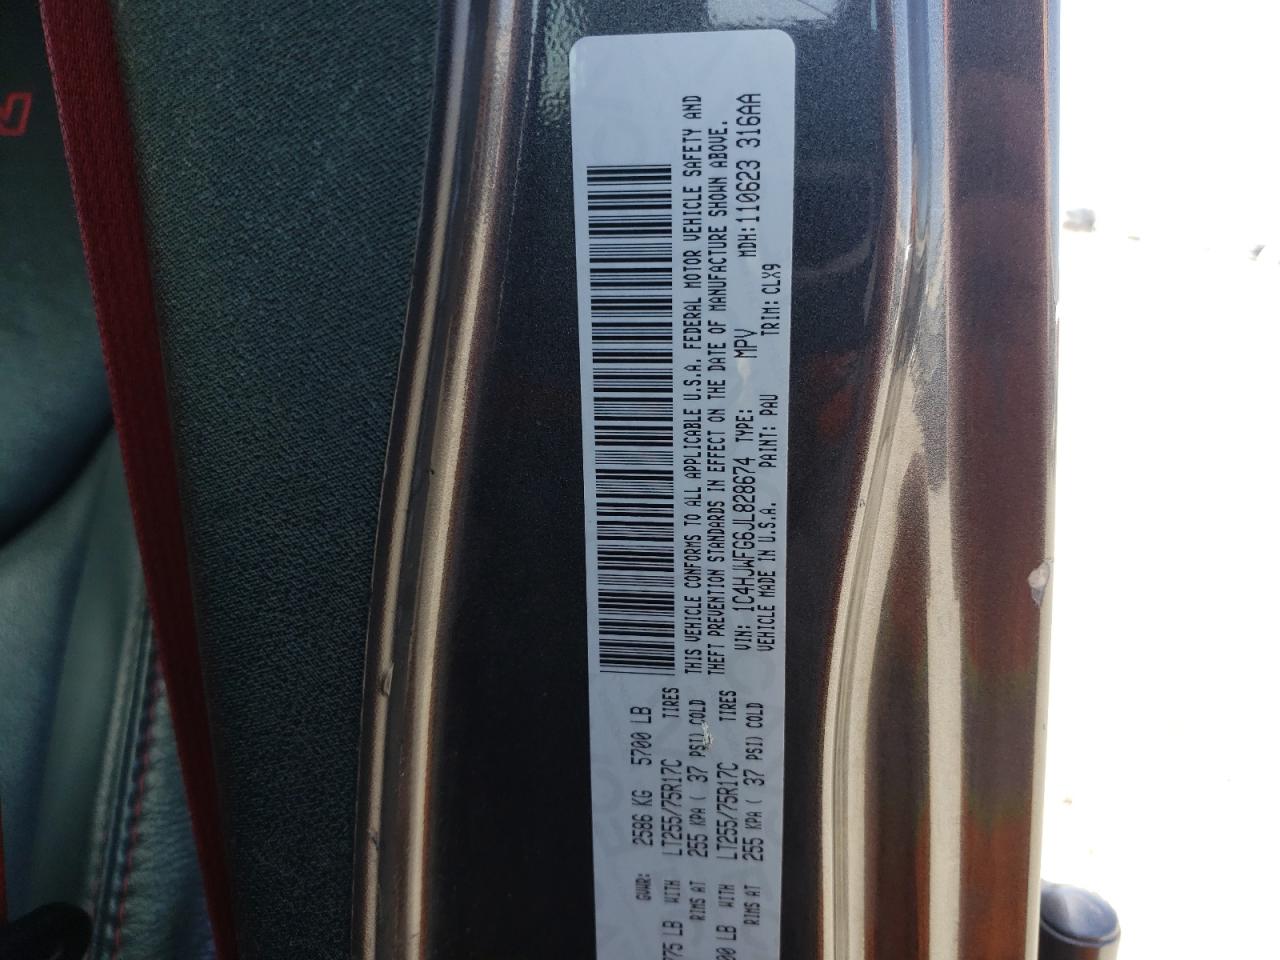 GVWR: 2586 KG 5700 LB
LB WITH LT255/75R17C TIRES
RIMS AT 255 KPA ( 37 PSI) COLD
LB WITH LT255/75R17C TIRES
RIMS AT 255 KPA ( 37 PSI) COLD
THIS VEHICLE CONFORMS TO ALL APPLICABLE U.S.A. FEDERAL MOTOR VEHICLE SAFETY AND
THEFT PREVENTION STANDARDS IN EFFECT ON THE DATE OF MANUFACTURE SHOWN ABOVE.
VIN: 1C4HJWFG6JL828674 TYPE: MPV MDH:110623 316AA
VEHICLE MADE IN U.S.A. PAINT: PAU TRIM: CLX9